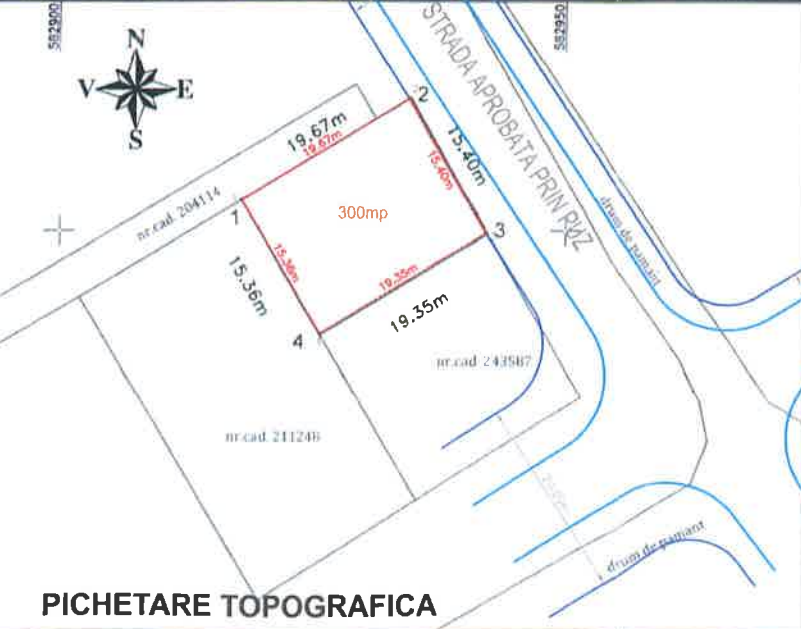 582900
582950
N
V
E
S
STRADA APROBATA PRIN PUZ
2
19.67m
19.67m
15.40m
15.40m
nr.cad. 204114
1
300mp
drum de pamant
3
15.36m
15.36m
19.35m
19.35m
4
nr.cad 243587
nr.cad. 211246
drum de pamant
PICHETARE TOPOGRAFICA